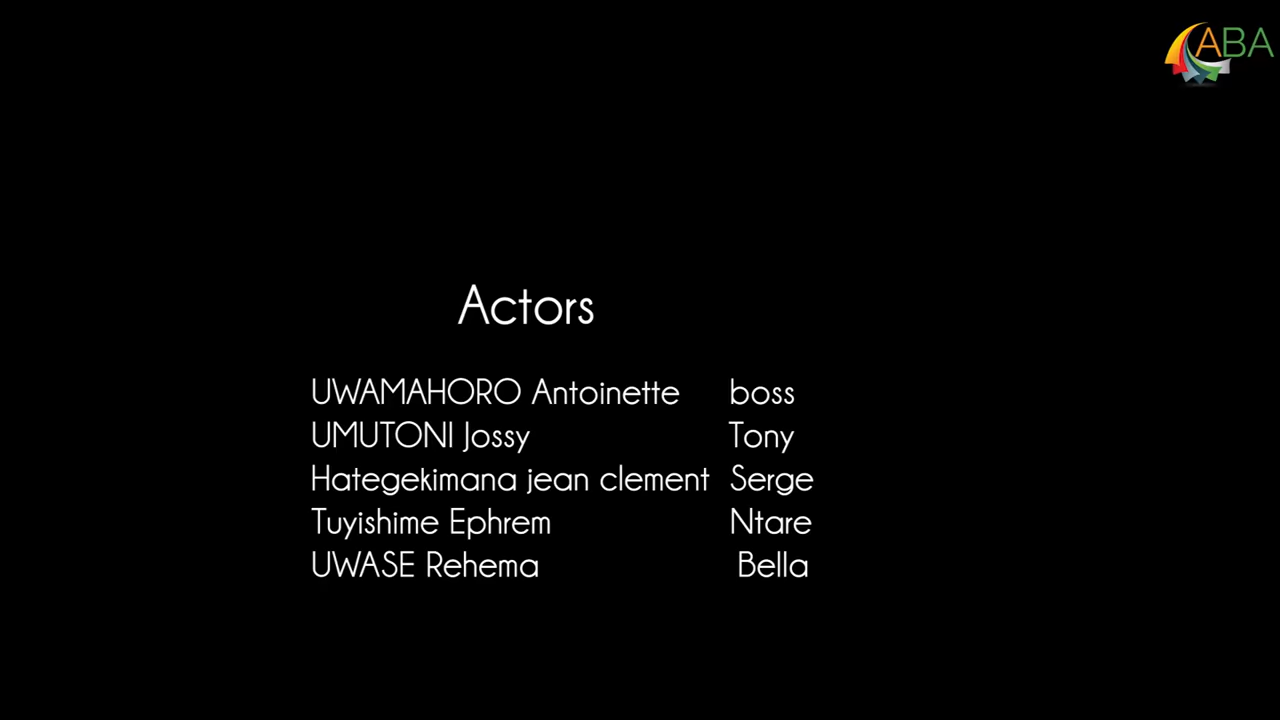 ABA
Actors
UWAMAHORO Antoinette boss
UMUTONI Jossy Tony
Hategekimana jean clement Serge
Tuyishime Ephrem Ntare
UWASE Rehema Bella